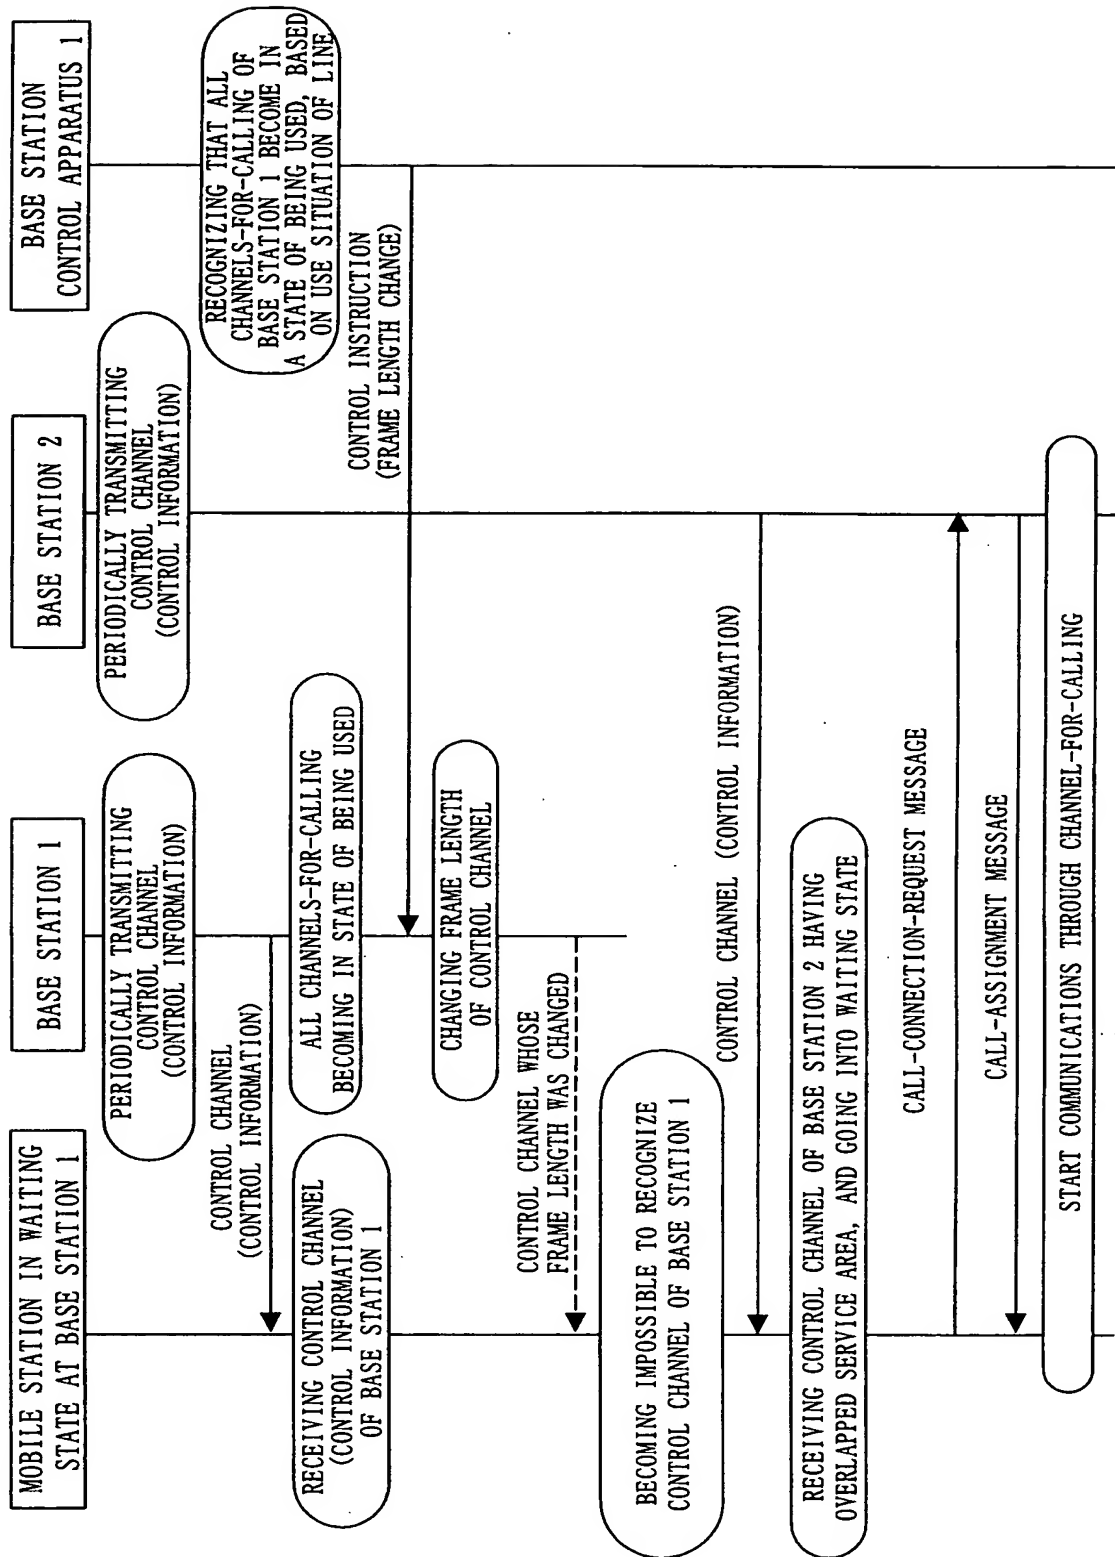 MOBILE STATION IN WAITING
STATE AT BASE STATION 1
BASE STATION 1
BASE STATION 2
BASE STATION
CONTROL APPARATUS 1
PERIODICALLY TRANSMITTING
CONTROL CHANNEL
(CONTROL INFORMATION)
PERIODICALLY TRANSMITTING
CONTROL CHANNEL
(CONTROL INFORMATION)
RECOGNIZING THAT ALL
CHANNELS-FOR-CALLING OF
BASE STATION 1 BECOME IN
A STATE OF BEING USED, BASED
ON USE SITUATION OF LINE
CONTROL CHANNEL
(CONTROL INFORMATION)
RECEIVING CONTROL CHANNEL
(CONTROL INFORMATION)
OF BASE STATION 1
ALL CHANNELS-FOR-CALLING
BECOMING IN STATE OF BEING USED
CONTROL INSTRUCTION
(FRAME LENGTH CHANGE)
CHANGING FRAME LENGTH
OF CONTROL CHANNEL
CONTROL CHANNEL WHOSE
FRAME LENGTH WAS CHANGED
BECOMING IMPOSSIBLE TO RECOGNIZE
CONTROL CHANNEL OF BASE STATION 1
CONTROL CHANNEL (CONTROL INFORMATION)
RECEIVING CONTROL CHANNEL OF BASE STATION 2 HAVING
OVERLAPPED SERVICE AREA, AND GOING INTO WAITING STATE
CALL-CONNECTION-REQUEST MESSAGE
CALL-ASSIGNMENT MESSAGE
START COMMUNICATIONS THROUGH CHANNEL-FOR-CALLING